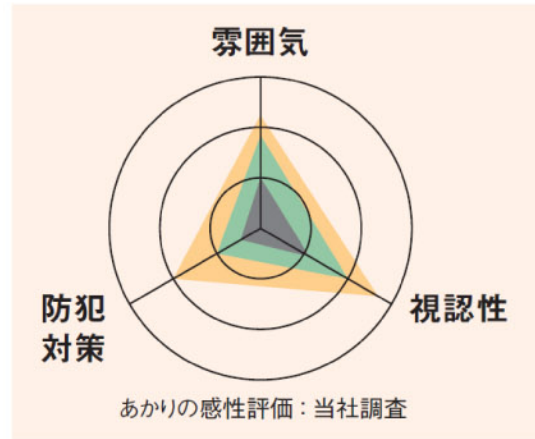 雰囲気
防犯
対策
視認性
あかりの感性評価：当社調査